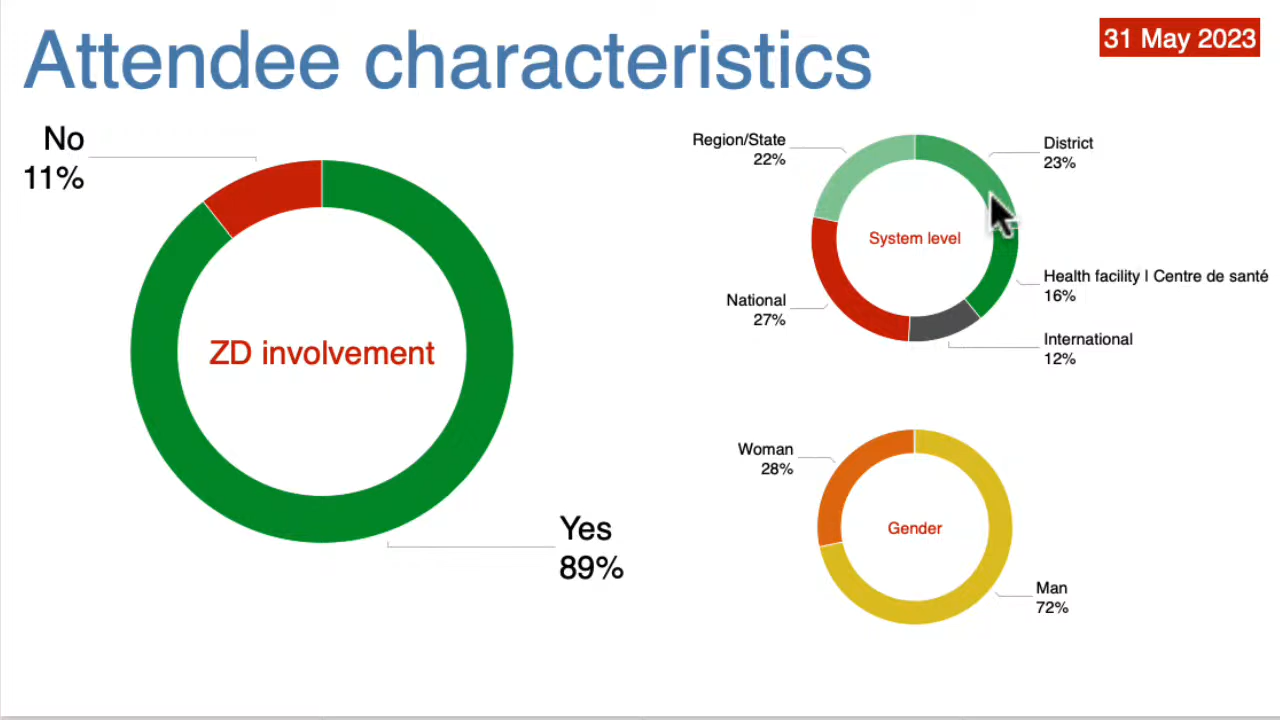 Attendee characteristics
31 May 2023
No
11%
ZD involvement
Yes
89%
Region/State
22%
District
23%
System level
Health facility | Centre de santé
16%
National
27%
International
12%
Woman
28%
Gender
Man
72%